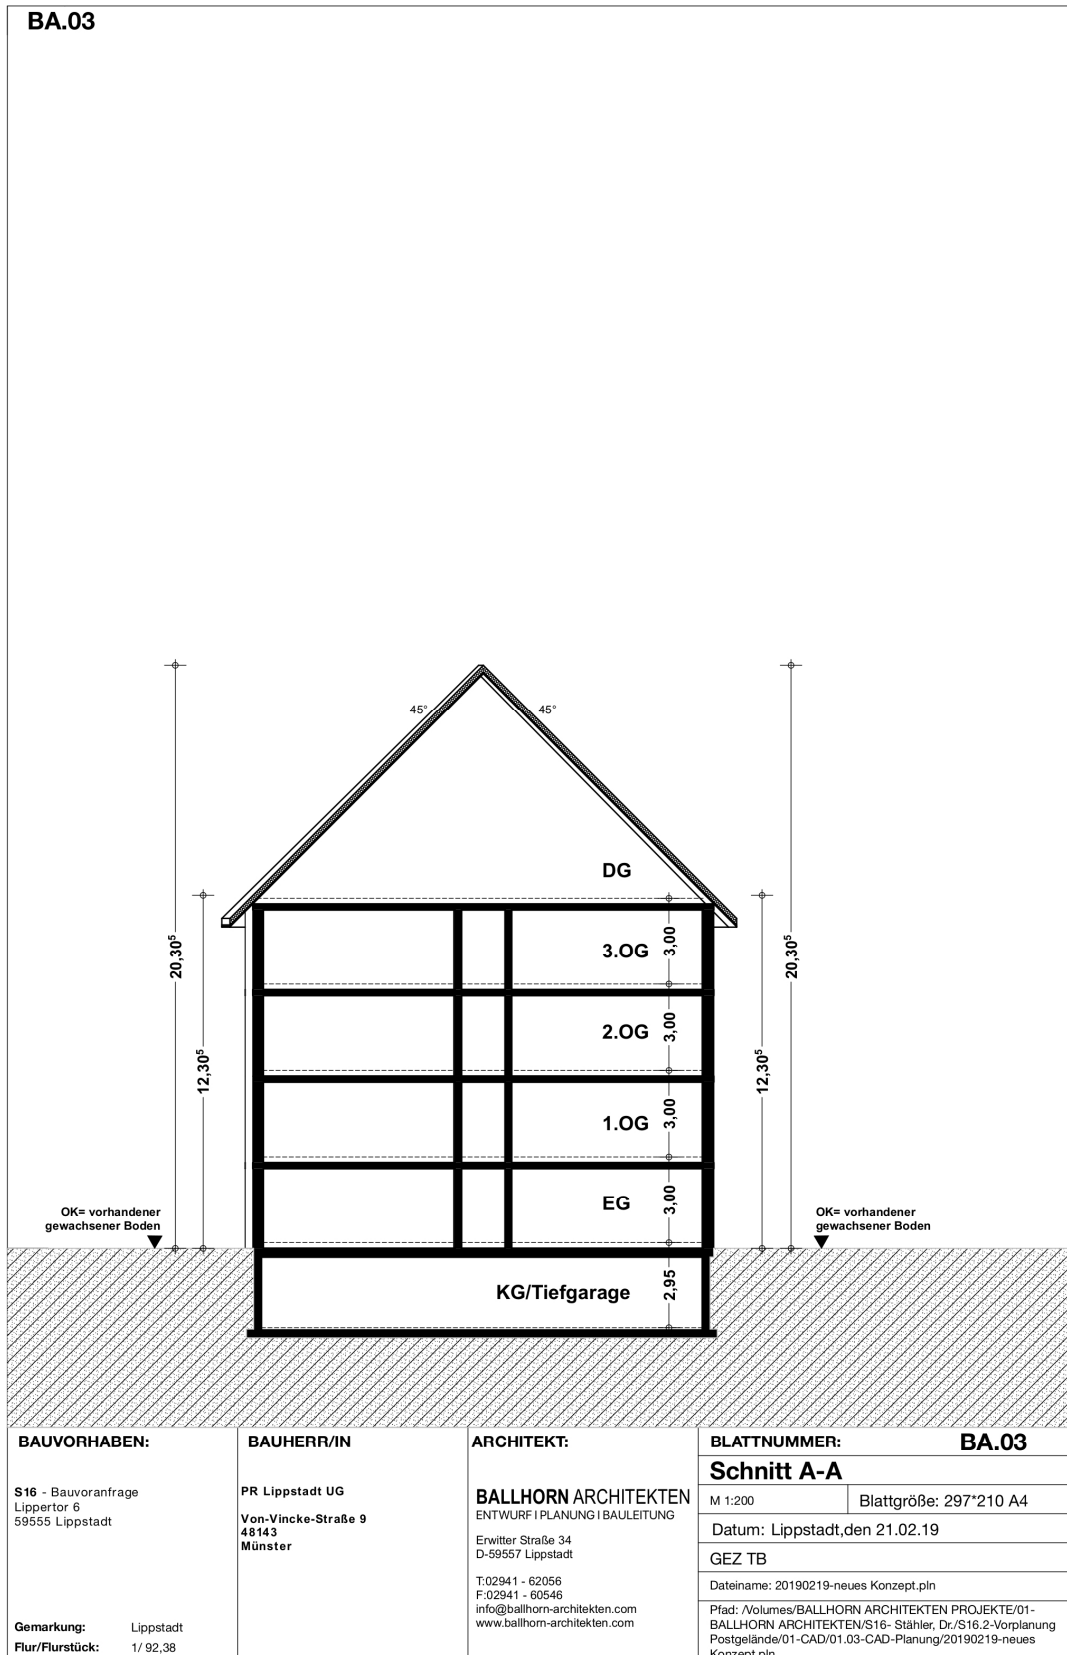 BA.03
45°
45°
DG
3.OG
3,00
2.OG
3,00
1.OG
3,00
EG
3,00
KG/Tiefgarage
2,95
20,30⁵
12,30⁵
12,30⁵
20,30⁵
OK= vorhandener
gewachsener Boden
OK= vorhandener
gewachsener Boden
BAUVORHABEN:
S16 - Bauvoranfrage
Lippertor 6
59555 Lippstadt
Gemarkung: Lippstadt
Flur/Flurstück: 1/ 92,38
BAUHERR/IN
PR Lippstadt UG
Von-Vincke-Straße 9
48143
Münster
ARCHITEKT:
BALLHORN ARCHITEKTEN
ENTWURF I PLANUNG I BAULEITUNG
Erwitter Straße 34
D-59557 Lippstadt
T:02941 - 62056
F:02941 - 60546
info@ballhorn-architekten.com
www.ballhorn-architekten.com
BLATTNUMMER: BA.03
Schnitt A-A
M 1:200
Blattgröße: 297*210 A4
Datum: Lippstadt,den 21.02.19
GEZ TB
Dateiname: 20190219-neues Konzept.pln
Pfad: /Volumes/BALLHORN ARCHITEKTEN PROJEKTE/01-
BALLHORN ARCHITEKTEN/S16- Stähler, Dr./S16.2-Vorplanung
Postgelände/01-CAD/01.03-CAD-Planung/20190219-neues
Konzept.pln